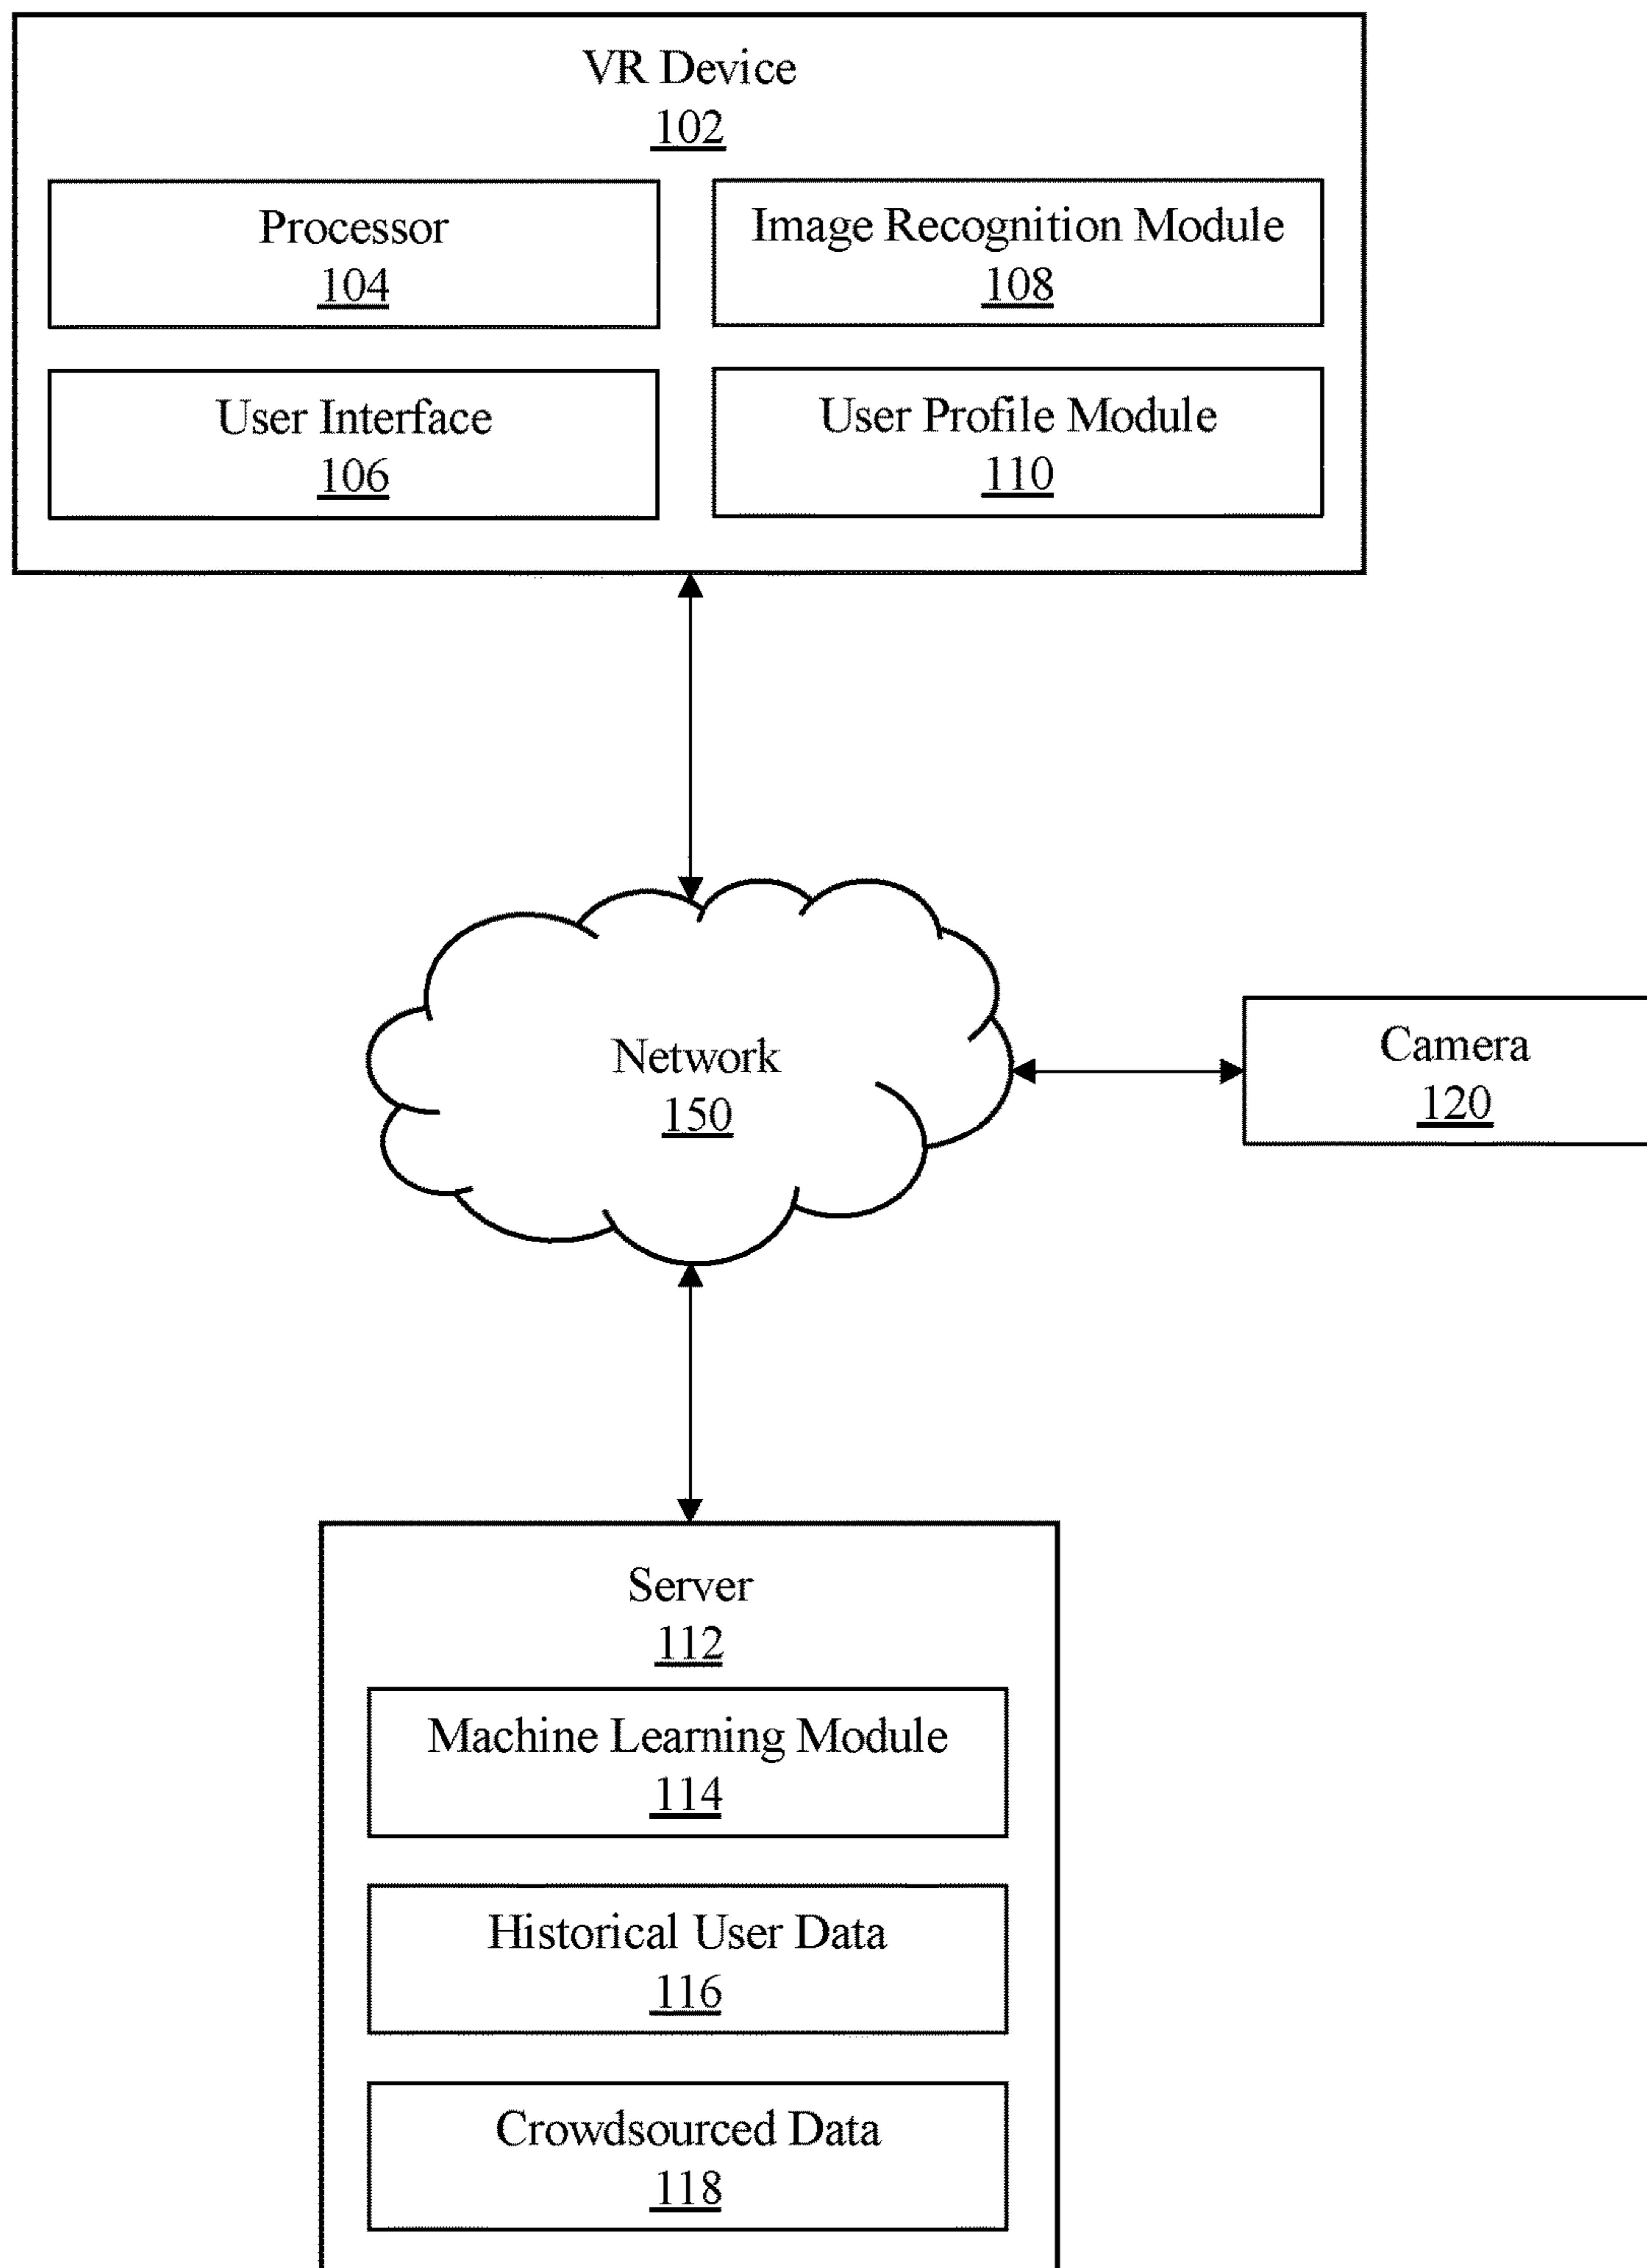 VR Device
102
Processor
104
Image Recognition Module
108
User Interface
106
User Profile Module
110
Network
150
Camera
120
Server
112
Machine Learning Module
114
Historical User Data
116
Crowdsourced Data
118